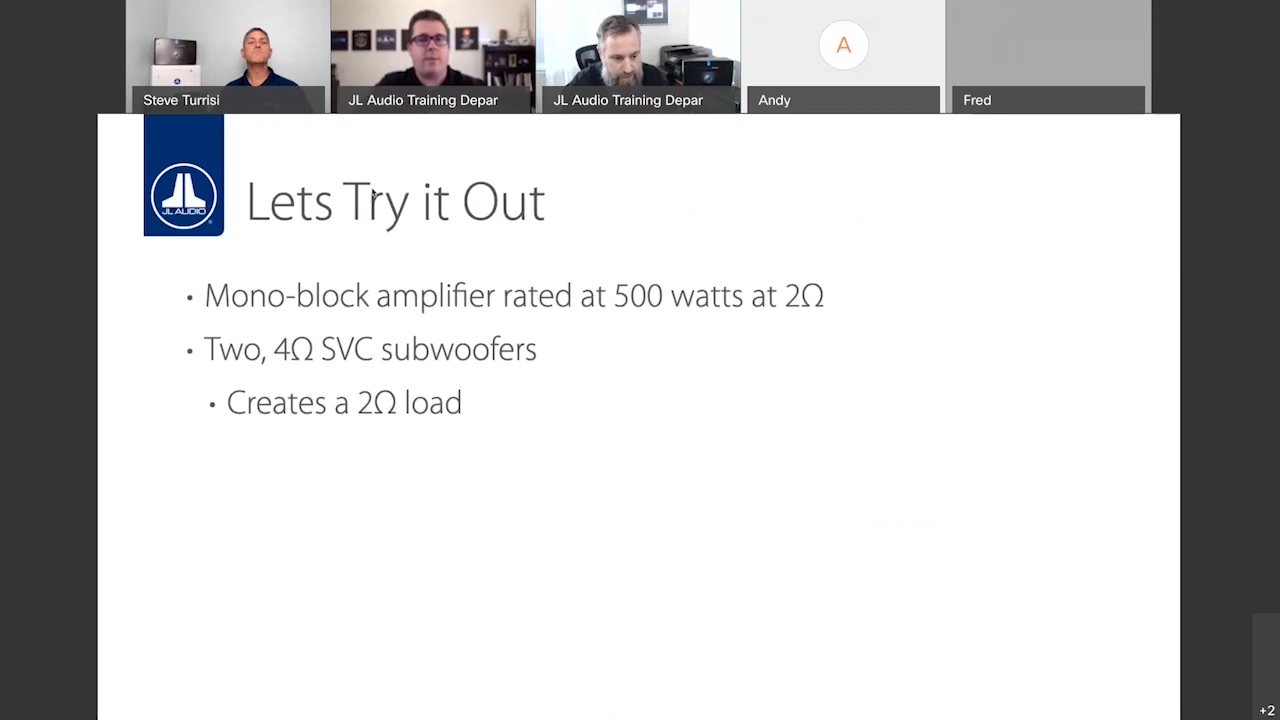 Steve Turrisi
JL Audio Training Depar
JL Audio Training Depar
A
Andy
Fred
JL AUDIO
Lets Try it Out
• Mono-block amplifier rated at 500 watts at 2Ω
• Two, 4Ω SVC subwoofers
• Creates a 2Ω load
+2